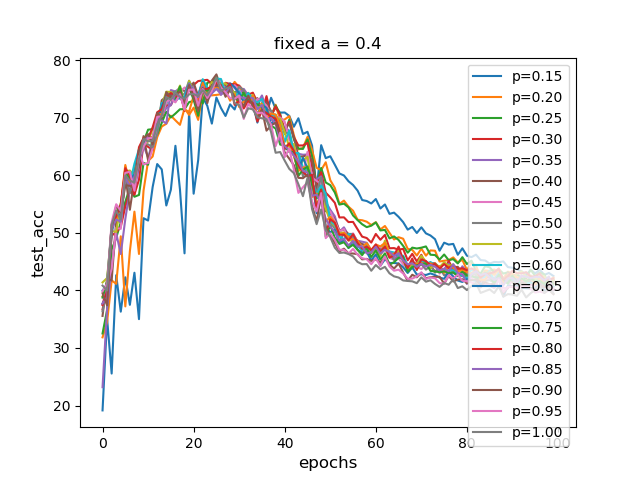 fixed a = 0.4
80
70
60
50
40
30
20
test_acc
0
20
40
60
80
100
epochs
p=0.15
p=0.20
p=0.25
p=0.30
p=0.35
p=0.40
p=0.45
p=0.50
p=0.55
p=0.60
p=0.65
p=0.70
p=0.75
p=0.80
p=0.85
p=0.90
p=0.95
p=1.00